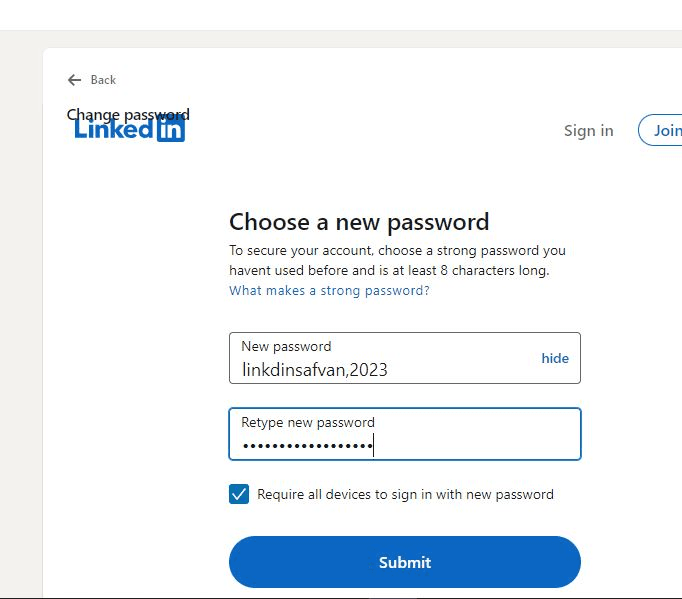 Back
Change password
Linkedin
Sign in
Join
Choose a new password
To secure your account, choose a strong password you
havent used before and is at least 8 characters long.
What makes a strong password?
New password
linkdinsafvan,2023
hide
Retype new password
••••••••••••••••••
Require all devices to sign in with new password
Submit